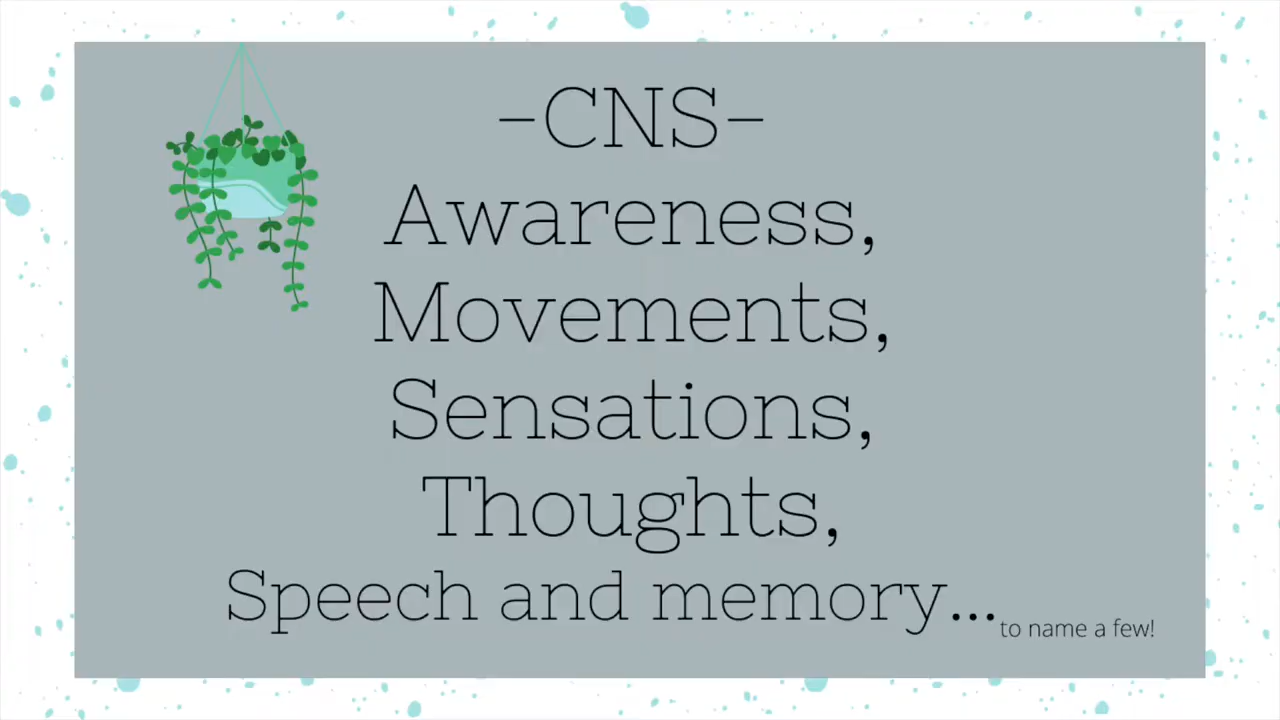 -CNS-
Awareness,
Movements,
Sensations,
Thoughts,
Speech and memory...
to name a few!